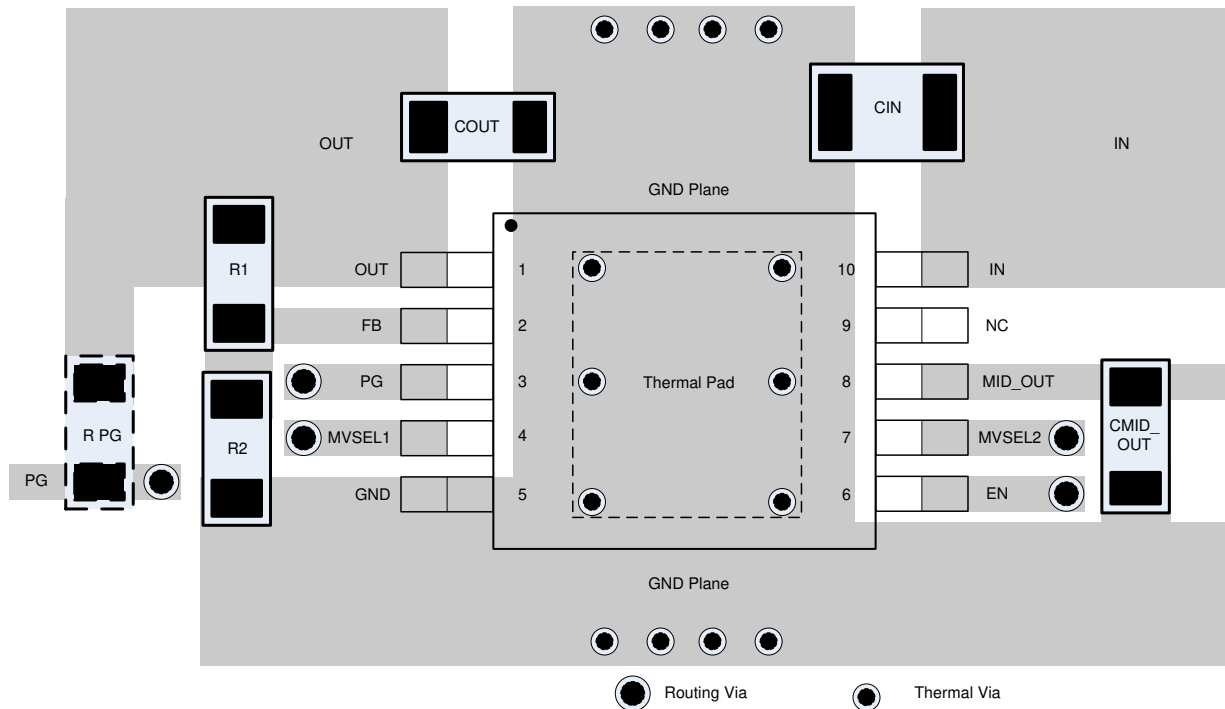 OUT
COUT
CIN
IN
GND Plane
R1
OUT
1
10
IN
FB
2
9
NC
PG
3
Thermal Pad
8
MID_OUT
R PG
R2
MVSEL1
4
7
MVSEL2
CMID_
OUT
PG
GND
5
6
EN
GND Plane
Routing Via
Thermal Via